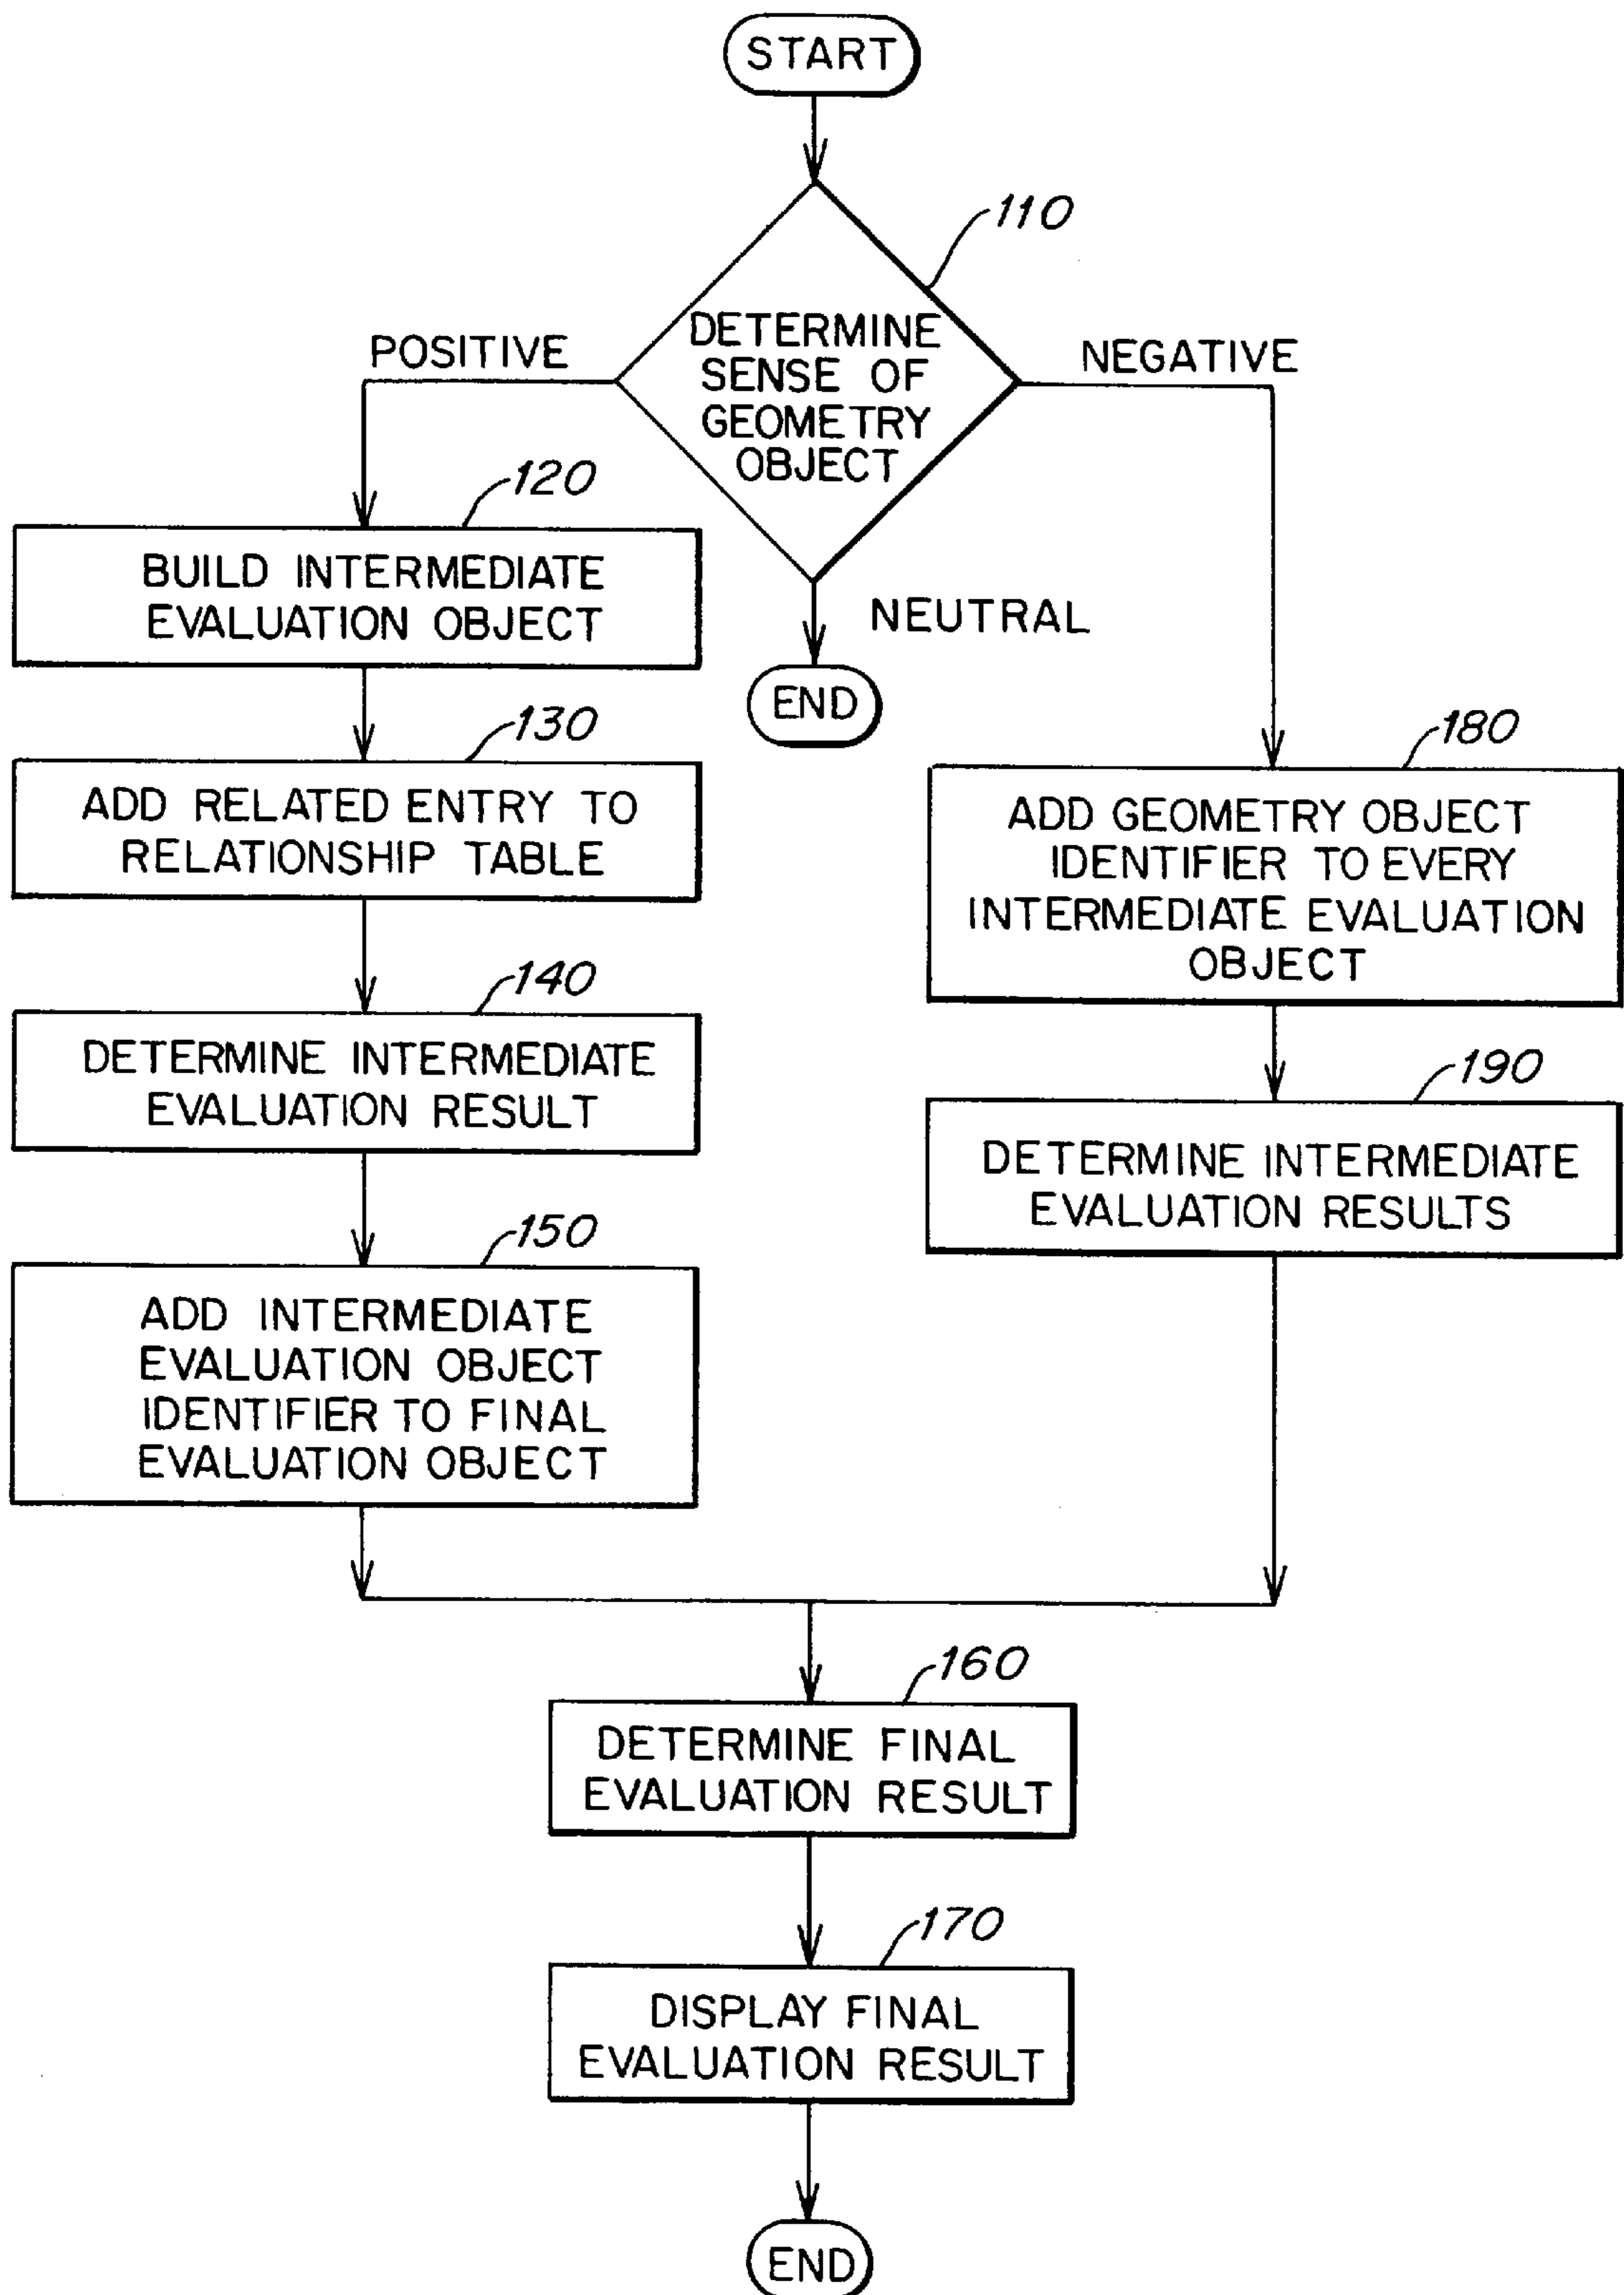 START
110
DETERMINE
SENSE OF
GEOMETRY
OBJECT
POSITIVE
NEGATIVE
NEUTRAL
END
120
BUILD INTERMEDIATE
EVALUATION OBJECT
130
ADD RELATED ENTRY TO
RELATIONSHIP TABLE
140
DETERMINE INTERMEDIATE
EVALUATION RESULT
150
ADD INTERMEDIATE
EVALUATION OBJECT
IDENTIFIER TO FINAL
EVALUATION OBJECT
180
ADD GEOMETRY OBJECT
IDENTIFIER TO EVERY
INTERMEDIATE EVALUATION
OBJECT
190
DETERMINE INTERMEDIATE
EVALUATION RESULTS
160
DETERMINE FINAL
EVALUATION RESULT
170
DISPLAY FINAL
EVALUATION RESULT
END